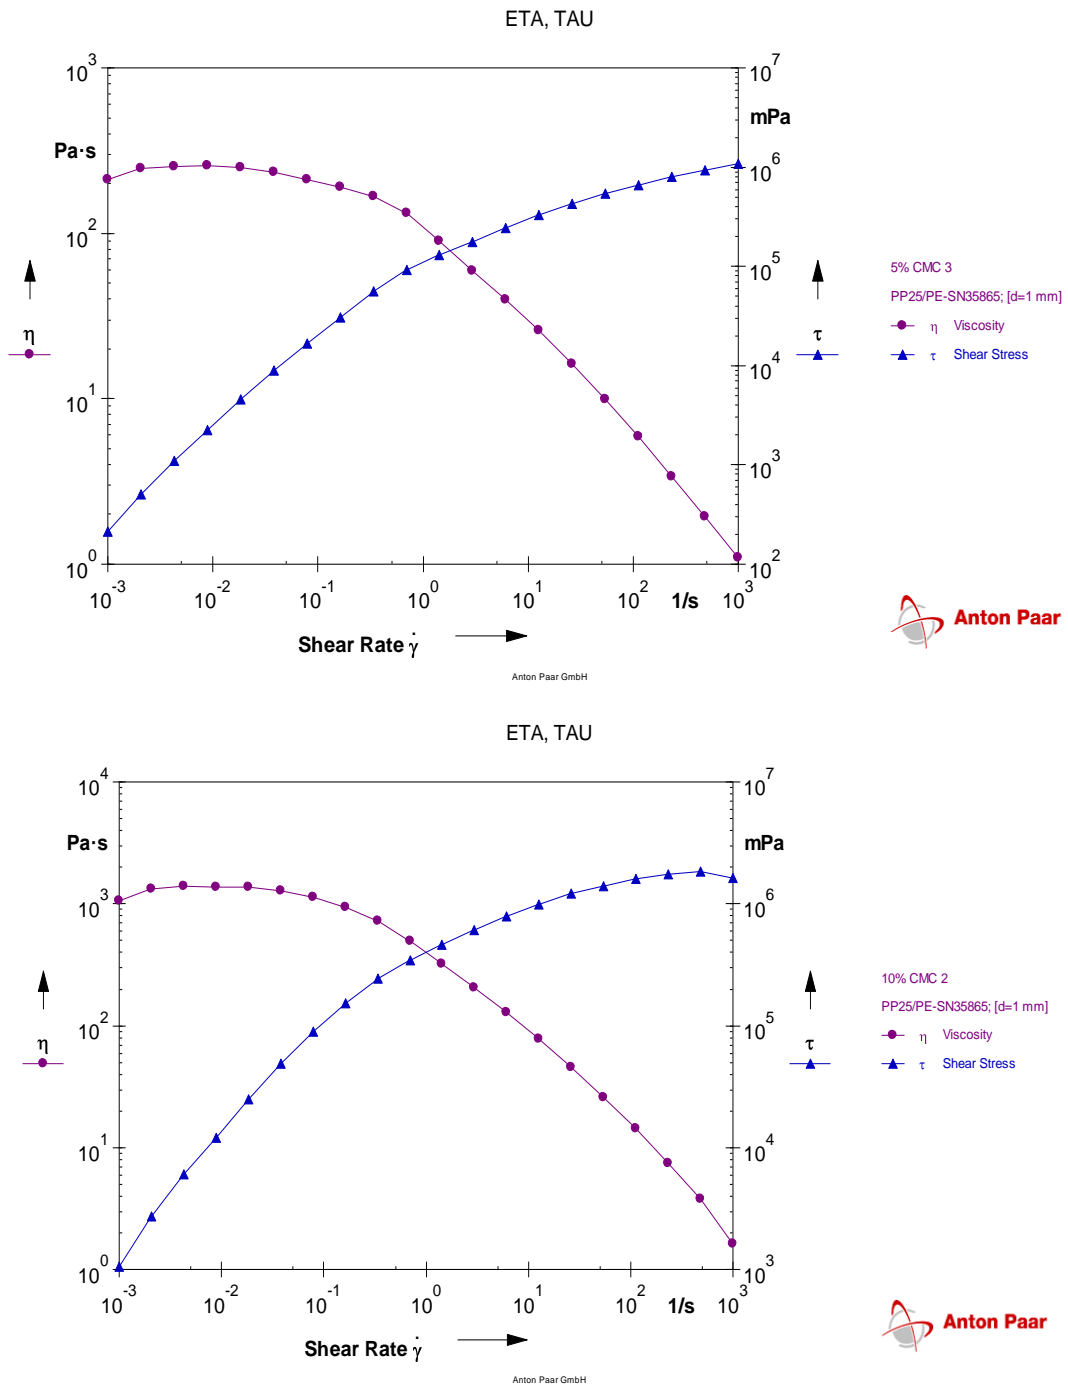 ETA, TAU
10^3
10^7
Pa·s
mPa
10^6
10^2
10^5
5% CMC 3
PP25/PE-SN35865; [d=1 mm]
η
τ
η Viscosity
τ Shear Stress
10^4
10^1
10^3
10^0
10^2
10^-3 10^-2 10^-1 10^0 10^1 10^2 1/s 10^3
Anton Paar
Shear Rate γ̇
Anton Paar GmbH
ETA, TAU
10^4
10^7
Pa·s
mPa
10^3
10^6
10% CMC 2
PP25/PE-SN35865; [d=1 mm]
10^2
10^5
η
τ
η Viscosity
τ Shear Stress
10^1
10^4
10^0
10^3
10^-3 10^-2 10^-1 10^0 10^1 10^2 1/s 10^3
Anton Paar
Shear Rate γ̇
Anton Paar GmbH